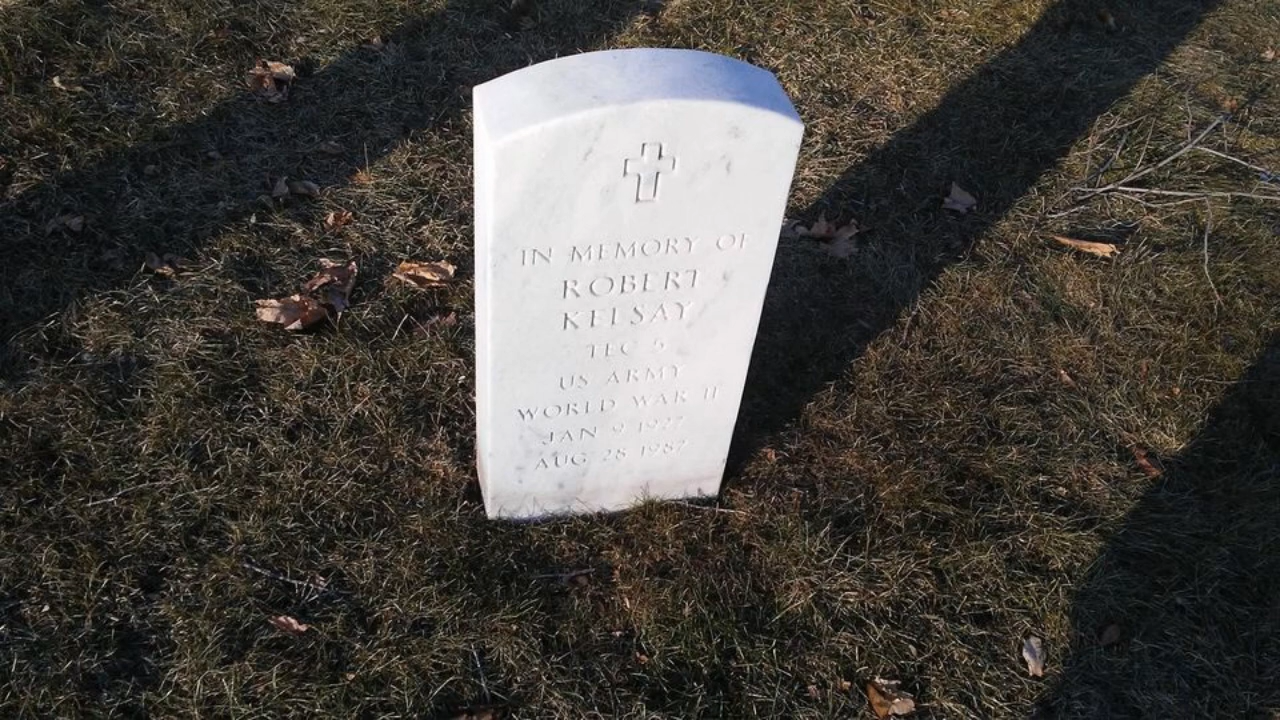 IN MEMORY OF
ROBERT
KELSAY
TEC 5
US ARMY
WORLD WAR II
JAN 9 1927
AUG 28 1987